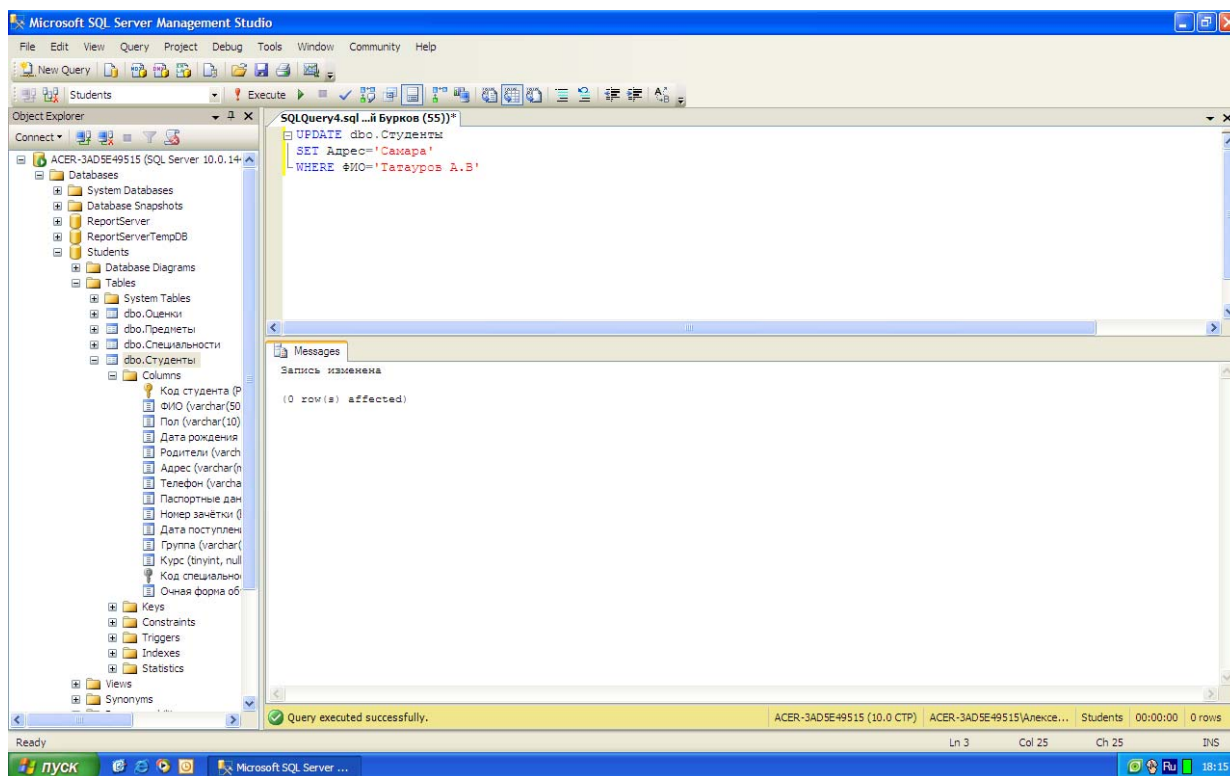 Microsoft SQL Server Management Studio
File Edit View Query Project Debug Tools Window Community Help
New Query
Students Execute
Object Explorer
SQLQuery4.sql ...й Бурков (55))*
Connect
UPDATE dbo.Студенты
SET Адрес='Самара'
WHERE ФИО='Татауров А.В'
ACER-3AD5E49515 (SQL Server 10.0.14
Databases
System Databases
Database Snapshots
ReportServer
ReportServerTempDB
Students
Database Diagrams
Tables
System Tables
dbo.Оценки
dbo.Предметы
dbo.Специальности
dbo.Студенты
Columns
Код студента (P
ФИО (varchar(50
Пол (varchar(10)
Дата рождения
Родители (varch
Адрес (varchar(
Телефон (varcha
Паспортные дан
Номер зачётки (
Дата поступлен
Группа (varchar(
Курс (tinyint, null
Код специально
Очная форма об
Keys
Constraints
Triggers
Indexes
Statistics
Views
Synonyms
Messages
Запись изменена
(0 row(s) affected)
Query executed successfully.
ACER-3AD5E49515 (10.0 CTP) ACER-3AD5E49515\Алексе... Students 00:00:00 0 rows
Ready Ln 3 Col 25 Ch 25 INS
пуск Microsoft SQL Server ... Ru 18:15